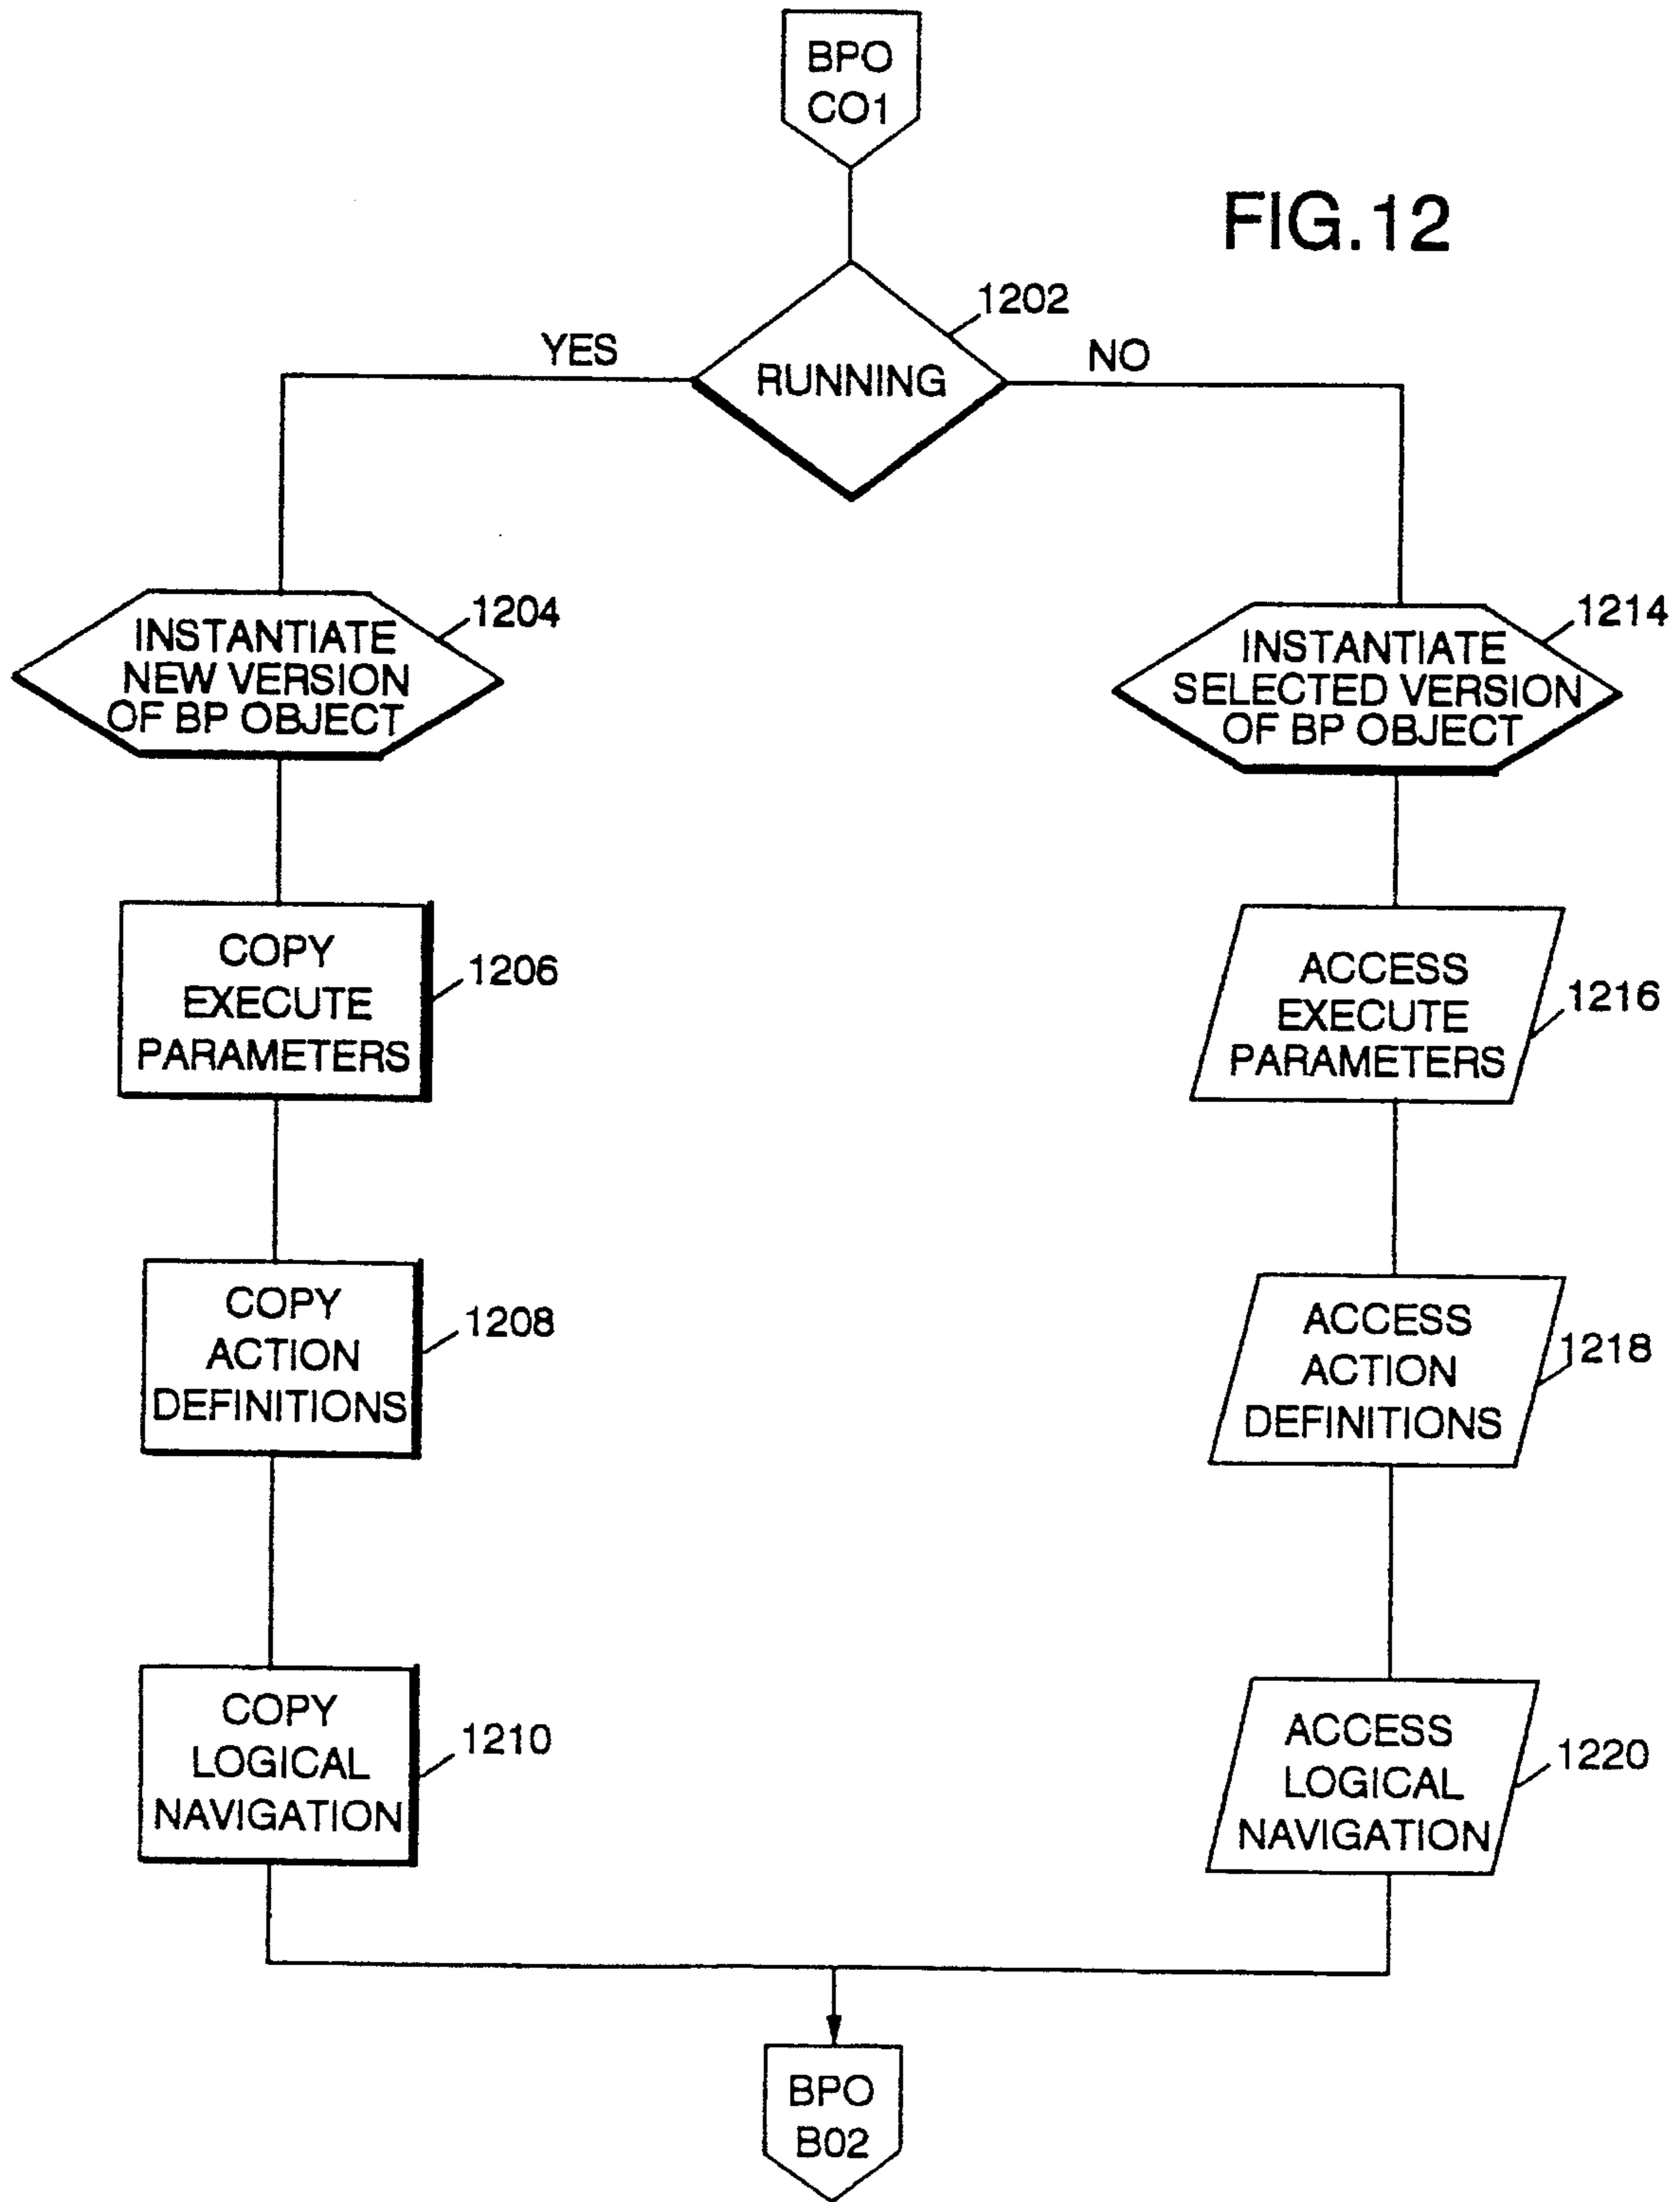 BPO
CO1
FIG.12
1202
YES
RUNNING
NO
1204
INSTANTIATE
NEW VERSION
OF BP OBJECT
1206
COPY
EXECUTE
PARAMETERS
1208
COPY
ACTION
DEFINITIONS
1210
COPY
LOGICAL
NAVIGATION
1214
INSTANTIATE
SELECTED VERSION
OF BP OBJECT
1216
ACCESS
EXECUTE
PARAMETERS
1218
ACCESS
ACTION
DEFINITIONS
1220
ACCESS
LOGICAL
NAVIGATION
BPO
B02